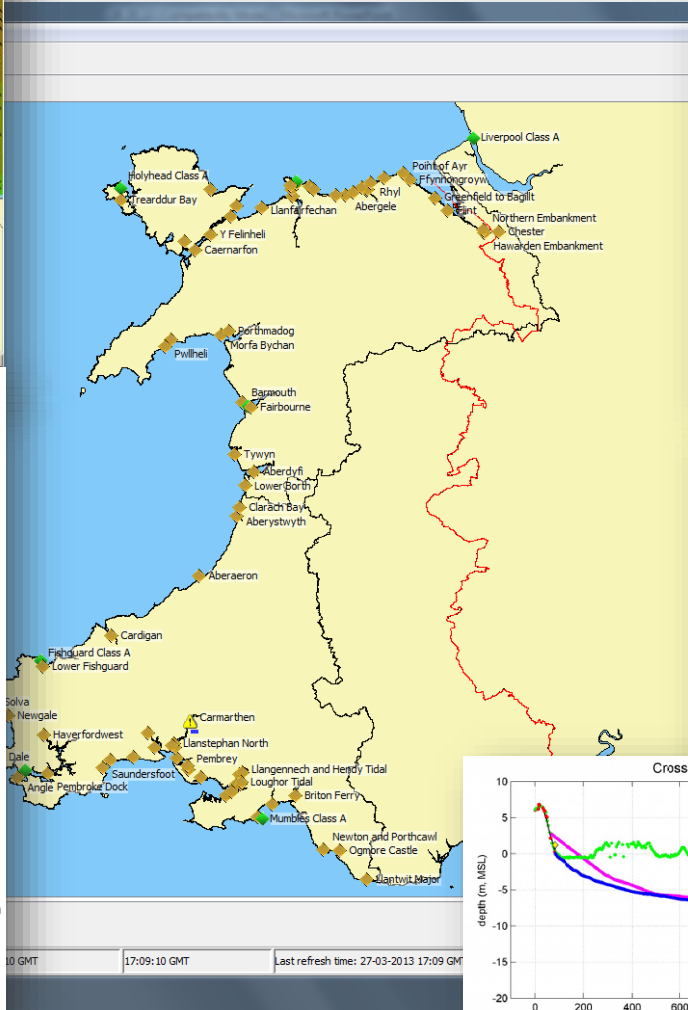 Liverpool Class A
Point of Ayr
Holyhead Class A
Ffynnongroyw
Trearddur Bay
Rhyl
Greenfield to Bagillt
Llanfairfechan
Abergele
Flint
Northern Embankment
Y Felinheli
Chester
Caernarfon
Hawarden Embankment
Porthmadog
Morfa Bychan
Pwllheli
Barmouth
Fairbourne
Tywyn
Aberdyfi
Lower Borth
Clarach Bay
Aberystwyth
Aberaeron
Cardigan
Fishguard Class A
Lower Fishguard
Solva
Newgale
Carmarthen
Haverfordwest
Llanstephen North
Dale
Pembrey
Saundersfoot
Llangennech and Hendy Tidal
Loughor Tidal
Angle
Pembroke Dock
Briton Ferry
Mumbles Class A
Newton and Porthcawl
Ogmore Castle
Llantwit Major
Cross
10
5
0
-5
-10
-15
-20
depth (m, MSL)
0 200 400 600
10 GMT
17:09:10 GMT
Last refresh time: 27-03-2013 17:09 GMT